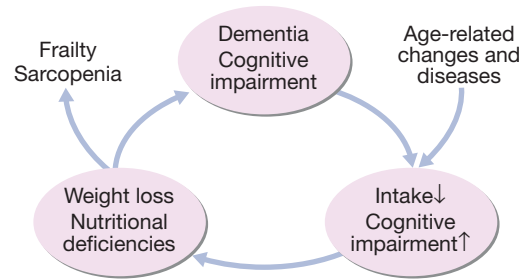 Dementia
Cognitive
impairment
Frailty
Sarcopenia
Age-related
changes and
diseases
Weight loss
Nutritional
deficiencies
Intake↓
Cognitive
impairment↑